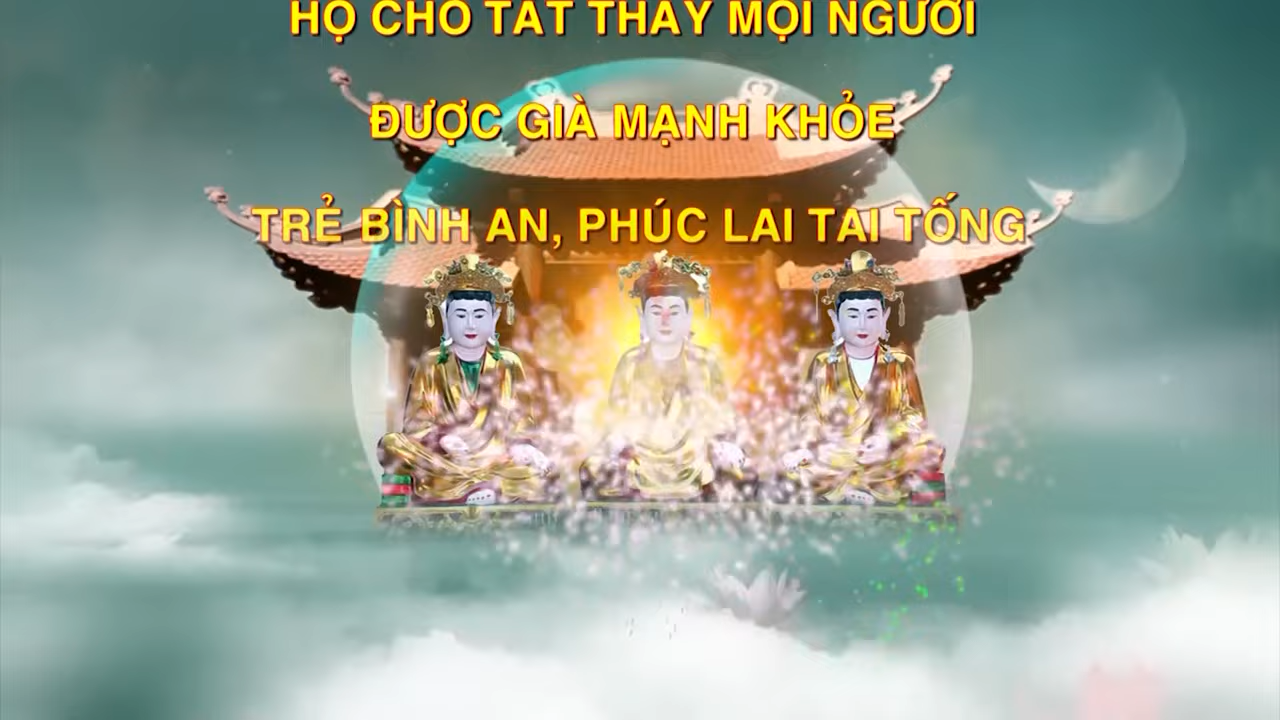 HỘ CHO TẤT THẢY MỌI NGƯỜI
ĐƯỢC GIÀ MẠNH KHỎE
TRẺ BÌNH AN, PHÚC LAI TAI TỐNG